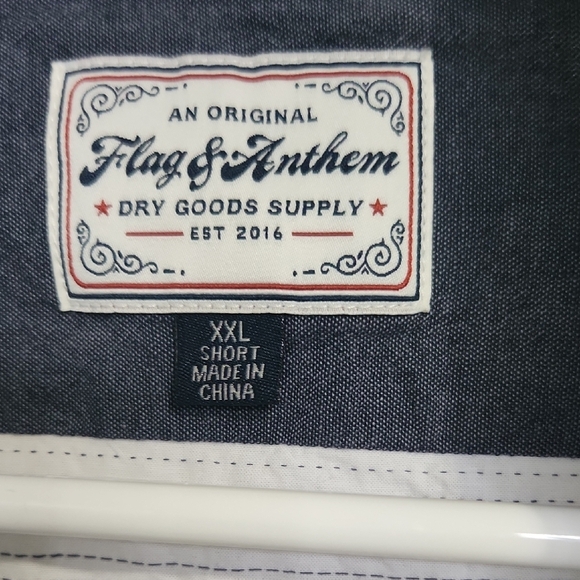 AN ORIGINAL
Flag & Anthem
★ DRY GOODS SUPPLY ★
EST 2016
XXL
SHORT
MADE IN
CHINA